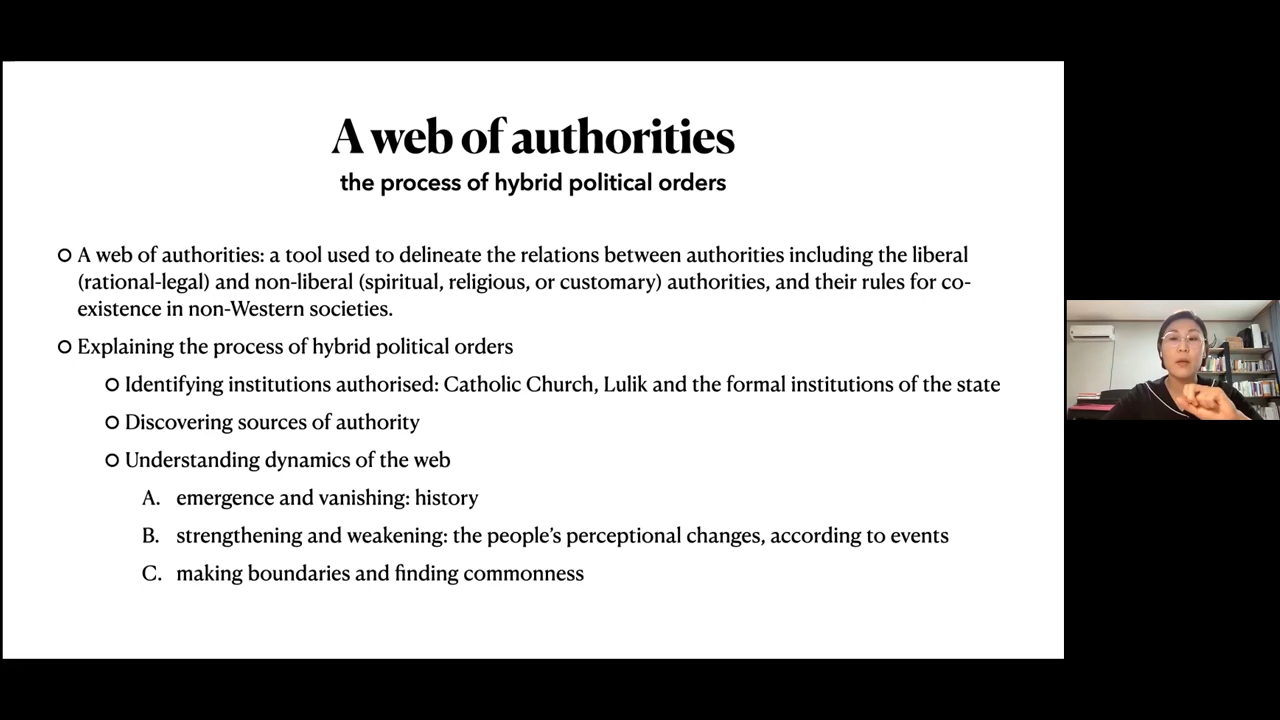 A web of authorities
the process of hybrid political orders
A web of authorities: a tool used to delineate the relations between authorities including the liberal
(rational-legal) and non-liberal (spiritual, religious, or customary) authorities, and their rules for co-
existence in non-Western societies.
Explaining the process of hybrid political orders
Identifying institutions authorised: Catholic Church, Lulik and the formal institutions of the state
Discovering sources of authority
Understanding dynamics of the web
A. emergence and vanishing: history
B. strengthening and weakening: the people’s perceptional changes, according to events
C. making boundaries and finding commonness